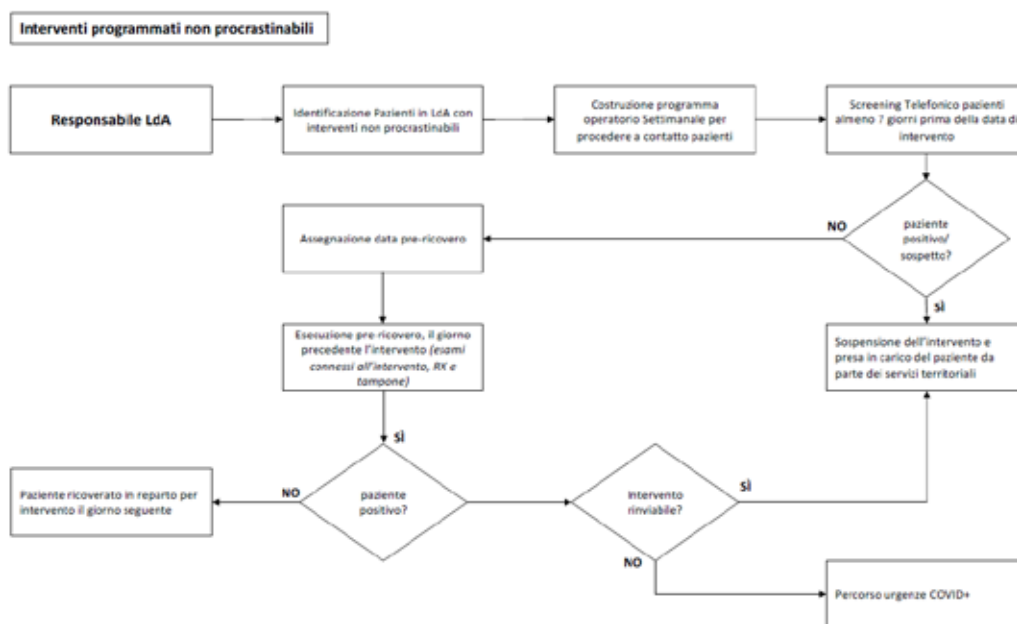 Interventi programmati non procrastinabili
Responsabile LdA
Identificazione Pazienti in LdA con
interventi non procrastinabili
Costruzione programma
operatorio Settimanale per
procedere a contatto pazienti
Screening Telefonico pazienti
almeno 7 giorni prima della data di
intervento
paziente
positivo/
sospetto?
NO
SÌ
Assegnazione data pre-ricovero
Esecuzione pre-ricovero, il giorno
precedente l'intervento (esami
connessi all'intervento, RX e
tampone)
Sospensione dell'intervento e
presa in carico del paziente da
parte dei servizi territoriali
SÌ
paziente
positivo?
NO
Paziente ricoverato in reparto per
intervento il giorno seguente
Intervento
rinviabile?
SÌ
NO
Percorso urgenze COVID+